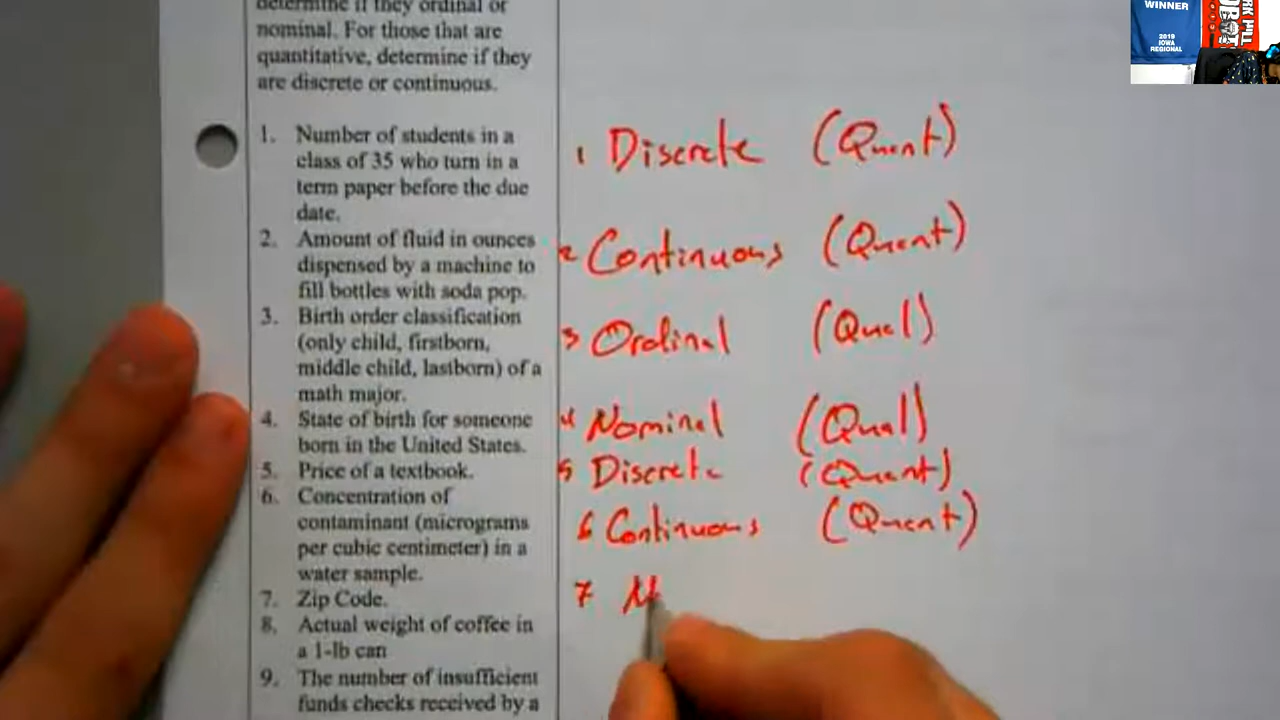 WINNER
2019
IOWA
REGIONAL
determine if they ordinal or
nominal. For those that are
quantitative, determine if they
are discrete or continuous.
1. Number of students in a
class of 35 who turn in a
term paper before the due
date.
2. Amount of fluid in ounces
dispensed by a machine to
fill bottles with soda pop.
3. Birth order classification
(only child, firstborn,
middle child, lastborn) of a
math major.
4. State of birth for someone
born in the United States.
5. Price of a textbook.
6. Concentration of
contaminant (micrograms
per cubic centimeter) in a
water sample.
7. Zip Code.
8. Actual weight of coffee in
a 1-lb can
9. The number of insufficient
funds checks received by a
1 Discrete (Quant)
2 Continuous (Quant)
3 Ordinal (Qual)
4 Nominal (Qual)
5 Discrete (Quant)
6 Continuous (Quant)
7 N